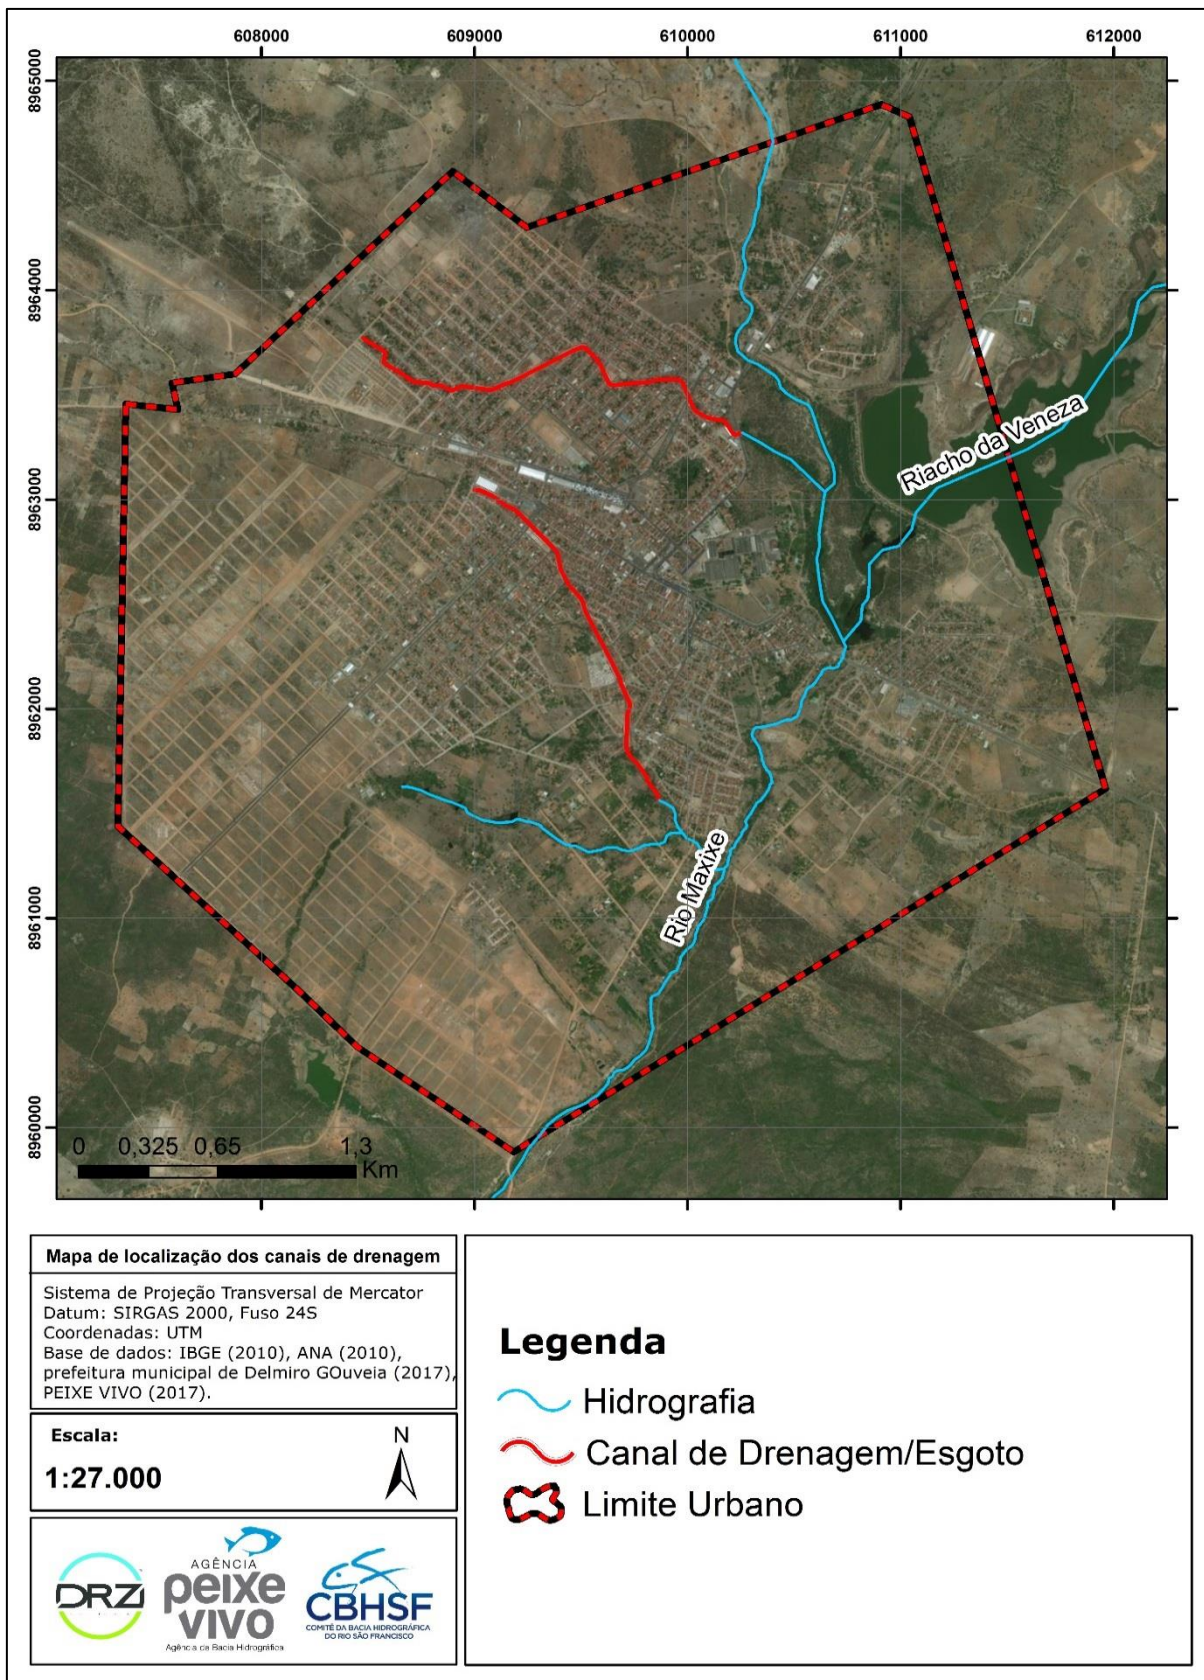 608000 609000 610000 611000 612000
8965000
8964000
8963000
8962000
8961000
8960000
Riacho da Veneza
Rio Maxixe
0 0,325 0,65 1,3
Km
Mapa de localização dos canais de drenagem
Sistema de Projeção Transversal de Mercator
Datum: SIRGAS 2000, Fuso 24S
Coordenadas: UTM
Base de dados: IBGE (2010), ANA (2010),
prefeitura municipal de Delmiro GOuveia (2017),
PEIXE VIVO (2017).
Escala:
1:27.000
N
DRZ
AGÊNCIA
peixe
vivo
Agência de Bacia Hidrográfica
CBHSF
COMITÊ DA BACIA HIDROGRÁFICA
DO RIO SÃO FRANCISCO
Legenda
Hidrografia
Canal de Drenagem/Esgoto
Limite Urbano